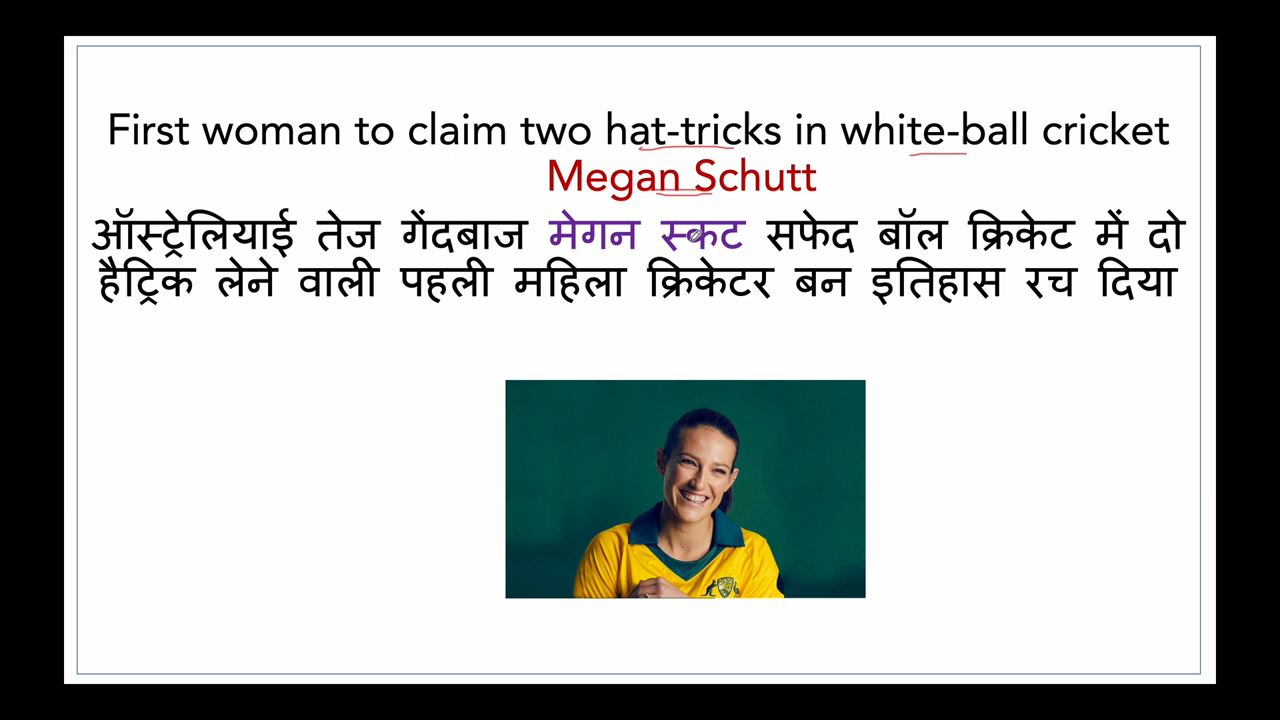 First woman to claim two hat-tricks in white-ball cricket
Megan Schutt
ऑस्ट्रेलियाई तेज गेंदबाज मेगन स्कट सफेद बॉल क्रिकेट में दो
हैट्रिक लेने वाली पहली महिला क्रिकेटर बन इतिहास रच दिया